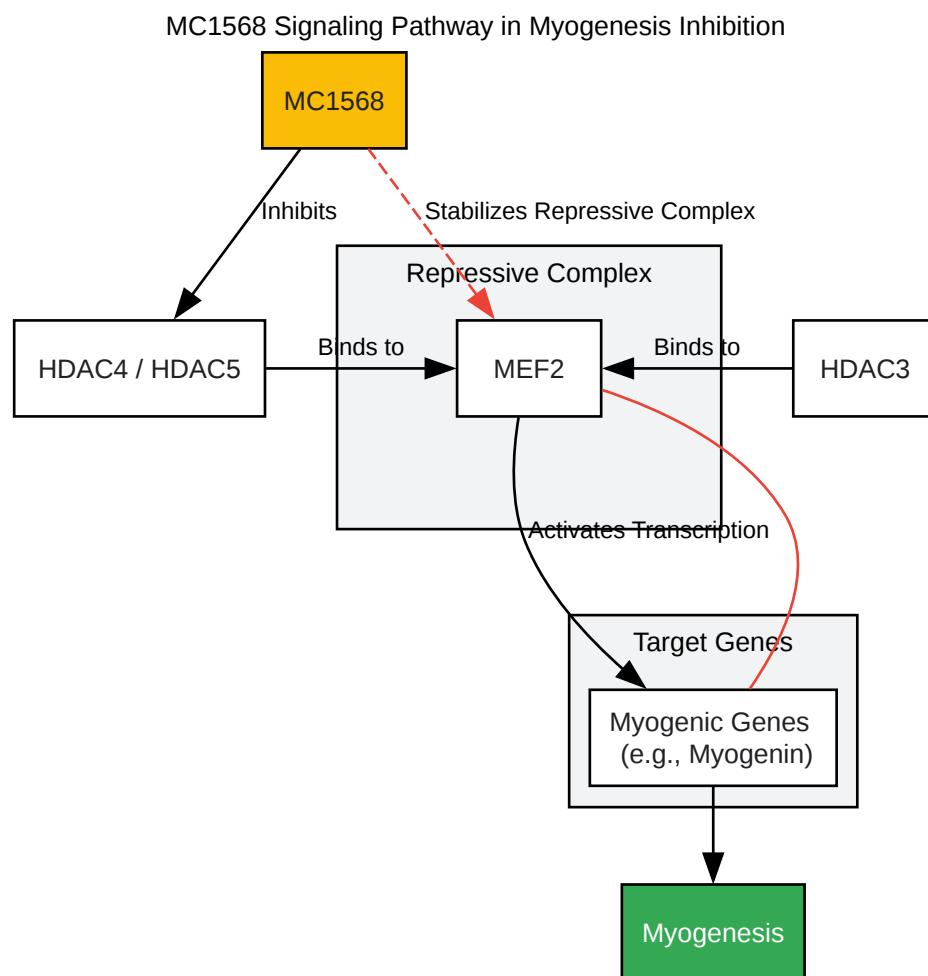 MC1568 Signaling Pathway in Myogenesis Inhibition
MC1568
Inhibits
Stabilizes Repressive Complex
Repressive Complex
HDAC4 / HDAC5
Binds to
MEF2
Binds to
HDAC3
Activates Transcription
Target Genes
Myogenic Genes
(e.g., Myogenin)
Myogenesis